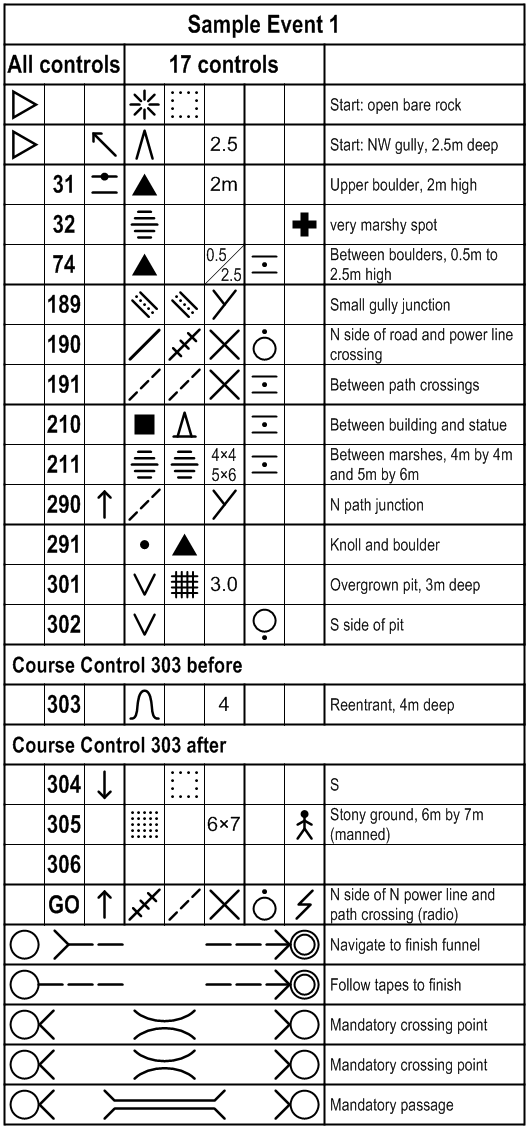 Sample Event 1
All controls 17 controls
Start: open bare rock
2.5 Start: NW gully, 2.5m deep
31 2m Upper boulder, 2m high
32 very marshy spot
74 0.5/2.5 Between boulders, 0.5m to
2.5m high
189 Small gully junction
190 N side of road and power line
crossing
191 Between path crossings
210 Between building and statue
211 4×4 Between marshes, 4m by 4m
5×6 and 5m by 6m
290 N path junction
291 Knoll and boulder
301 3.0 Overgrown pit, 3m deep
302 S side of pit
Course Control 303 before
303 4 Reentrant, 4m deep
Course Control 303 after
304 S
305 6×7 Stony ground, 6m by 7m
(manned)
306
GO N side of N power line and
path crossing (radio)
Navigate to finish funnel
Follow tapes to finish
Mandatory crossing point
Mandatory crossing point
Mandatory passage